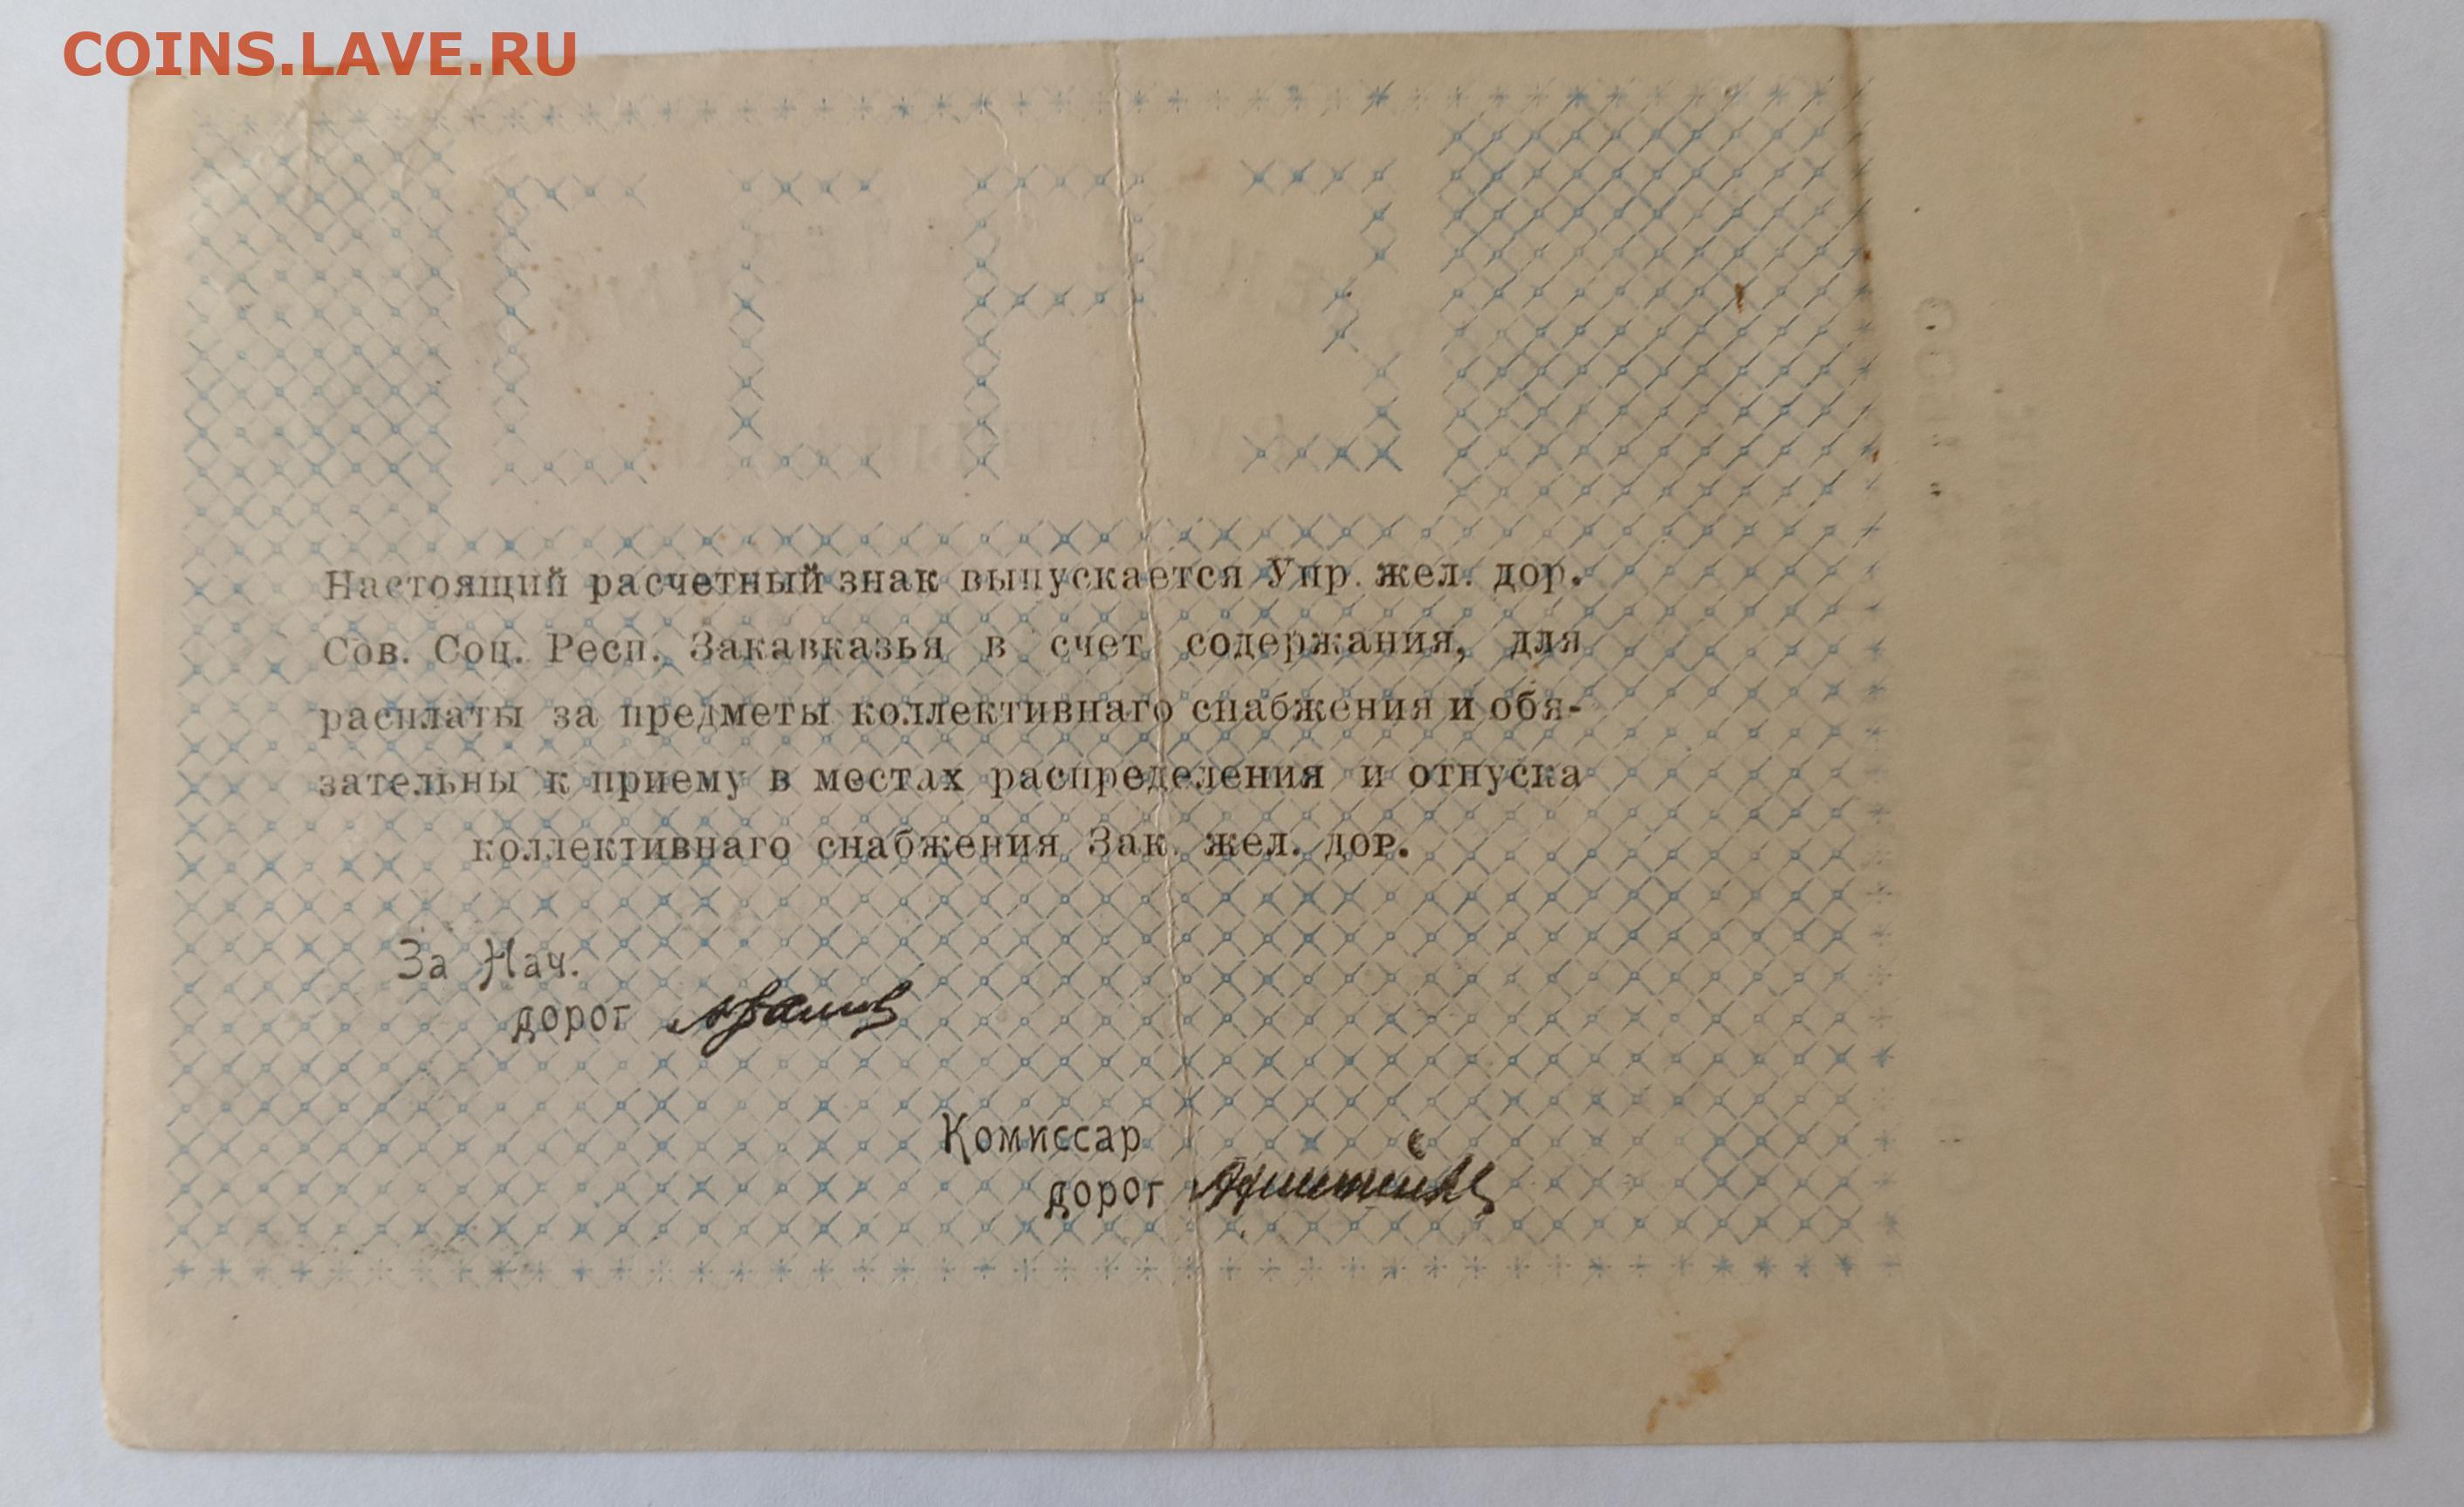 COINS.LAVE.RU
ССРЗ
Настоящий расчетный знак выпускается Упр. жел. дор.
Сов. Соц. Респ. Закавказья в счет содержания, для
расплаты за предметы коллективнаго снабжения и обя-
зательны к приему в местах распределения и отпуска
коллективнаго снабжения Зак. жел. дор.
За Нач.
дорог
Комиссар
дорог